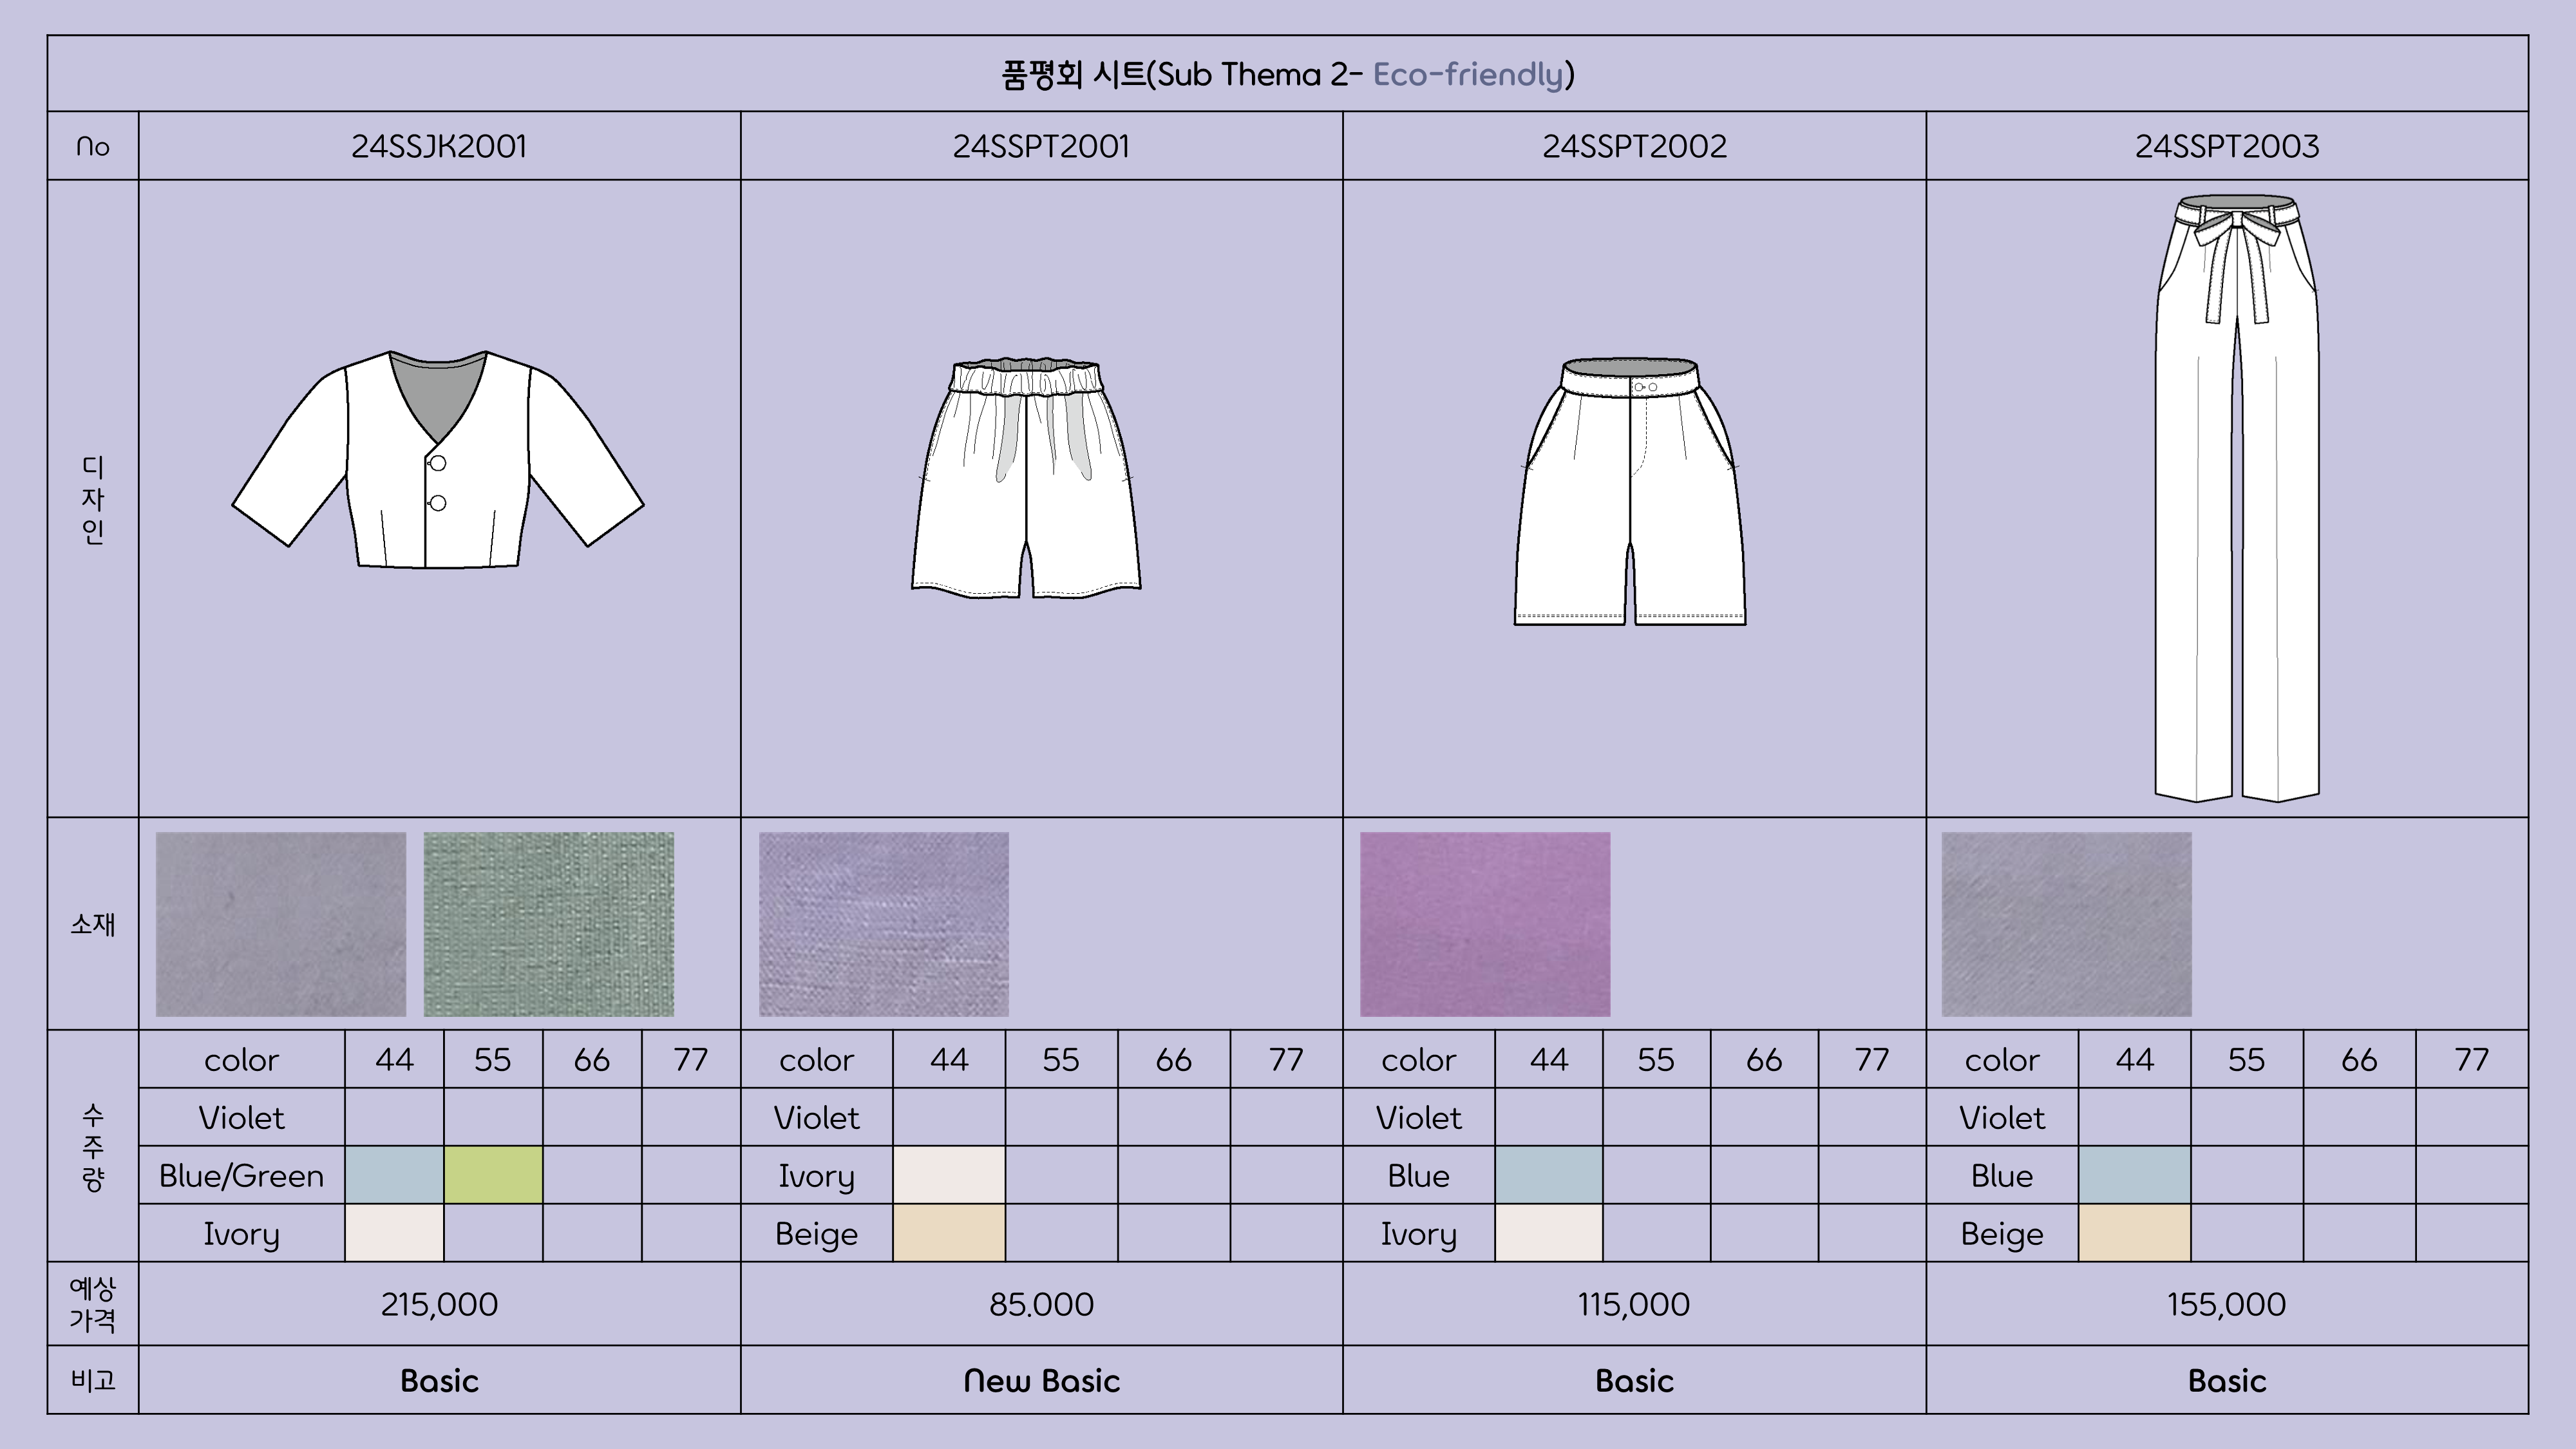 품평회 시트(Sub Thema 2- Eco-friendly)
No 24SSJK2001 24SSPT2001 24SSPT2002 24SSPT2003
디
자
인
소재
수
주
량
color 44 55 66 77 color 44 55 66 77 color 44 55 66 77 color 44 55 66 77
Violet Violet Violet Violet
Blue/Green Ivory Blue Blue
Ivory Beige Ivory Beige
예상
가격
215,000 85.000 115,000 155,000
비고 Basic New Basic Basic Basic